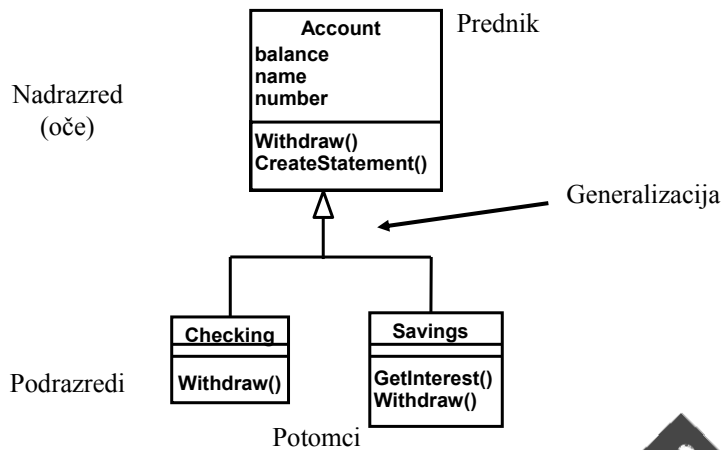 Account
Prednik
balance
name
number
Nadrazred
(oče)
Withdraw()
CreateStatement()
Generalizacija
Checking
Savings
Podrazredi
Withdraw()
GetInterest()
Withdraw()
Potomci